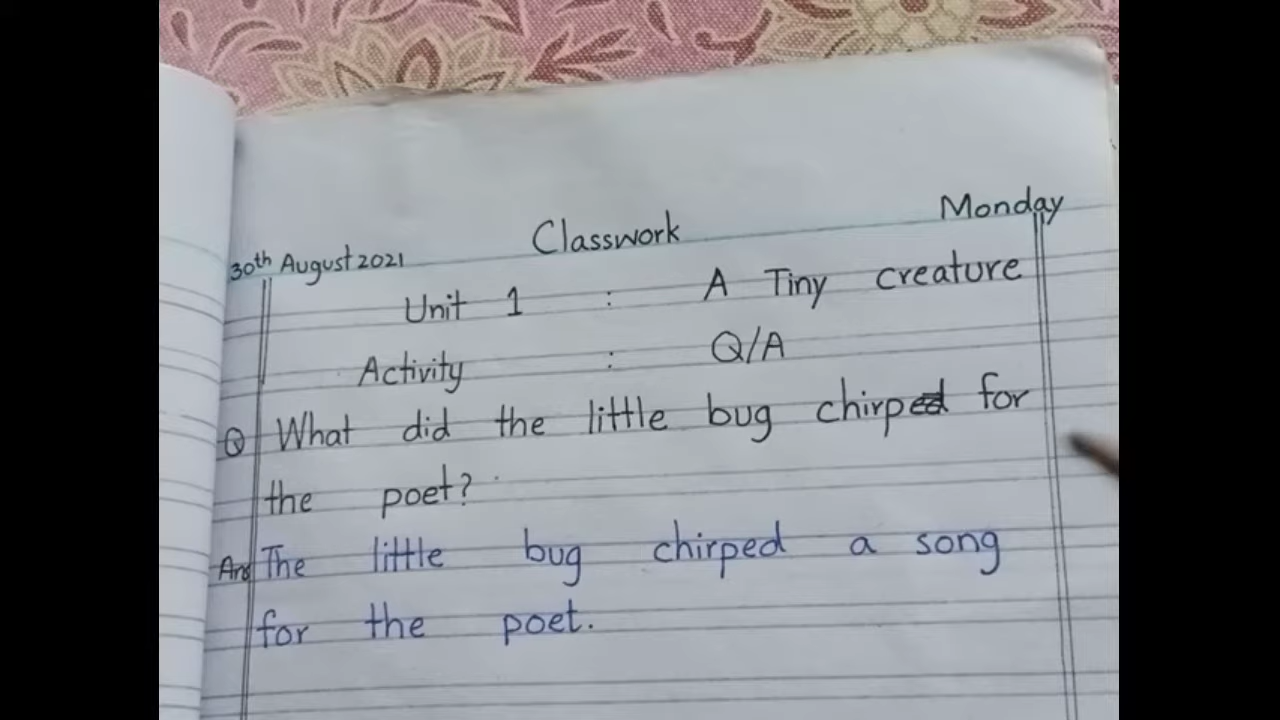 30th August 2021 Classwork Monday
Unit 1 : A Tiny creature
Activity : Q/A
Q What did the little bug chirp for
the poet?
Ans The little bug chirped a song
for the poet.